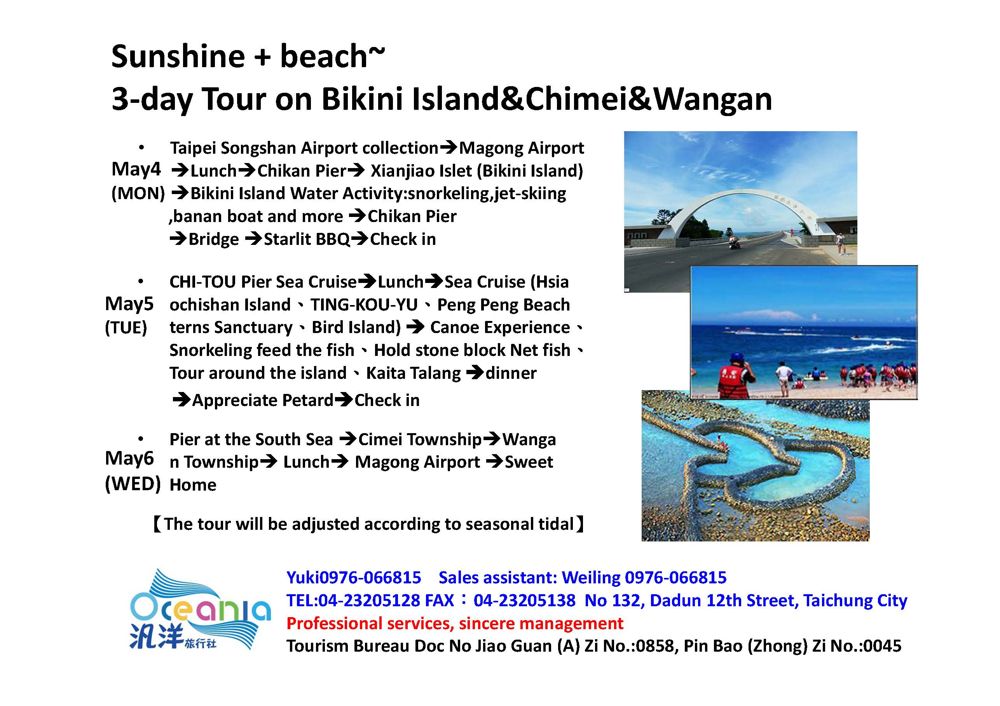 Sunshine + beach~
3-day Tour on Bikini Island&Chimei&Wangan
May4
(MON)
• Taipei Songshan Airport collection➔Magong Airport
➔Lunch➔Chikan Pier➔ Xianjiao Islet (Bikini Island)
➔Bikini Island Water Activity:snorkeling,jet-skiing
,banan boat and more ➔Chikan Pier
➔Bridge ➔Starlit BBQ➔Check in
May5
(TUE)
• CHI-TOU Pier Sea Cruise➔Lunch➔Sea Cruise (Hsia
ochishan Island、TING-KOU-YU、Peng Peng Beach
terns Sanctuary、Bird Island) ➔ Canoe Experience、
Snorkeling feed the fish、Hold stone block Net fish、
Tour around the island、Kaita Talang ➔dinner
➔Appreciate Petard➔Check in
May6
(WED)
• Pier at the South Sea ➔Cimei Township➔Wanga
n Township➔ Lunch➔ Magong Airport ➔Sweet
Home
【The tour will be adjusted according to seasonal tidal】
Oceania
汎洋旅行社
Yuki0976-066815 Sales assistant: Weiling 0976-066815
TEL:04-23205128 FAX：04-23205138 No 132, Dadun 12th Street, Taichung City
Professional services, sincere management
Tourism Bureau Doc No Jiao Guan (A) Zi No.:0858, Pin Bao (Zhong) Zi No.:0045